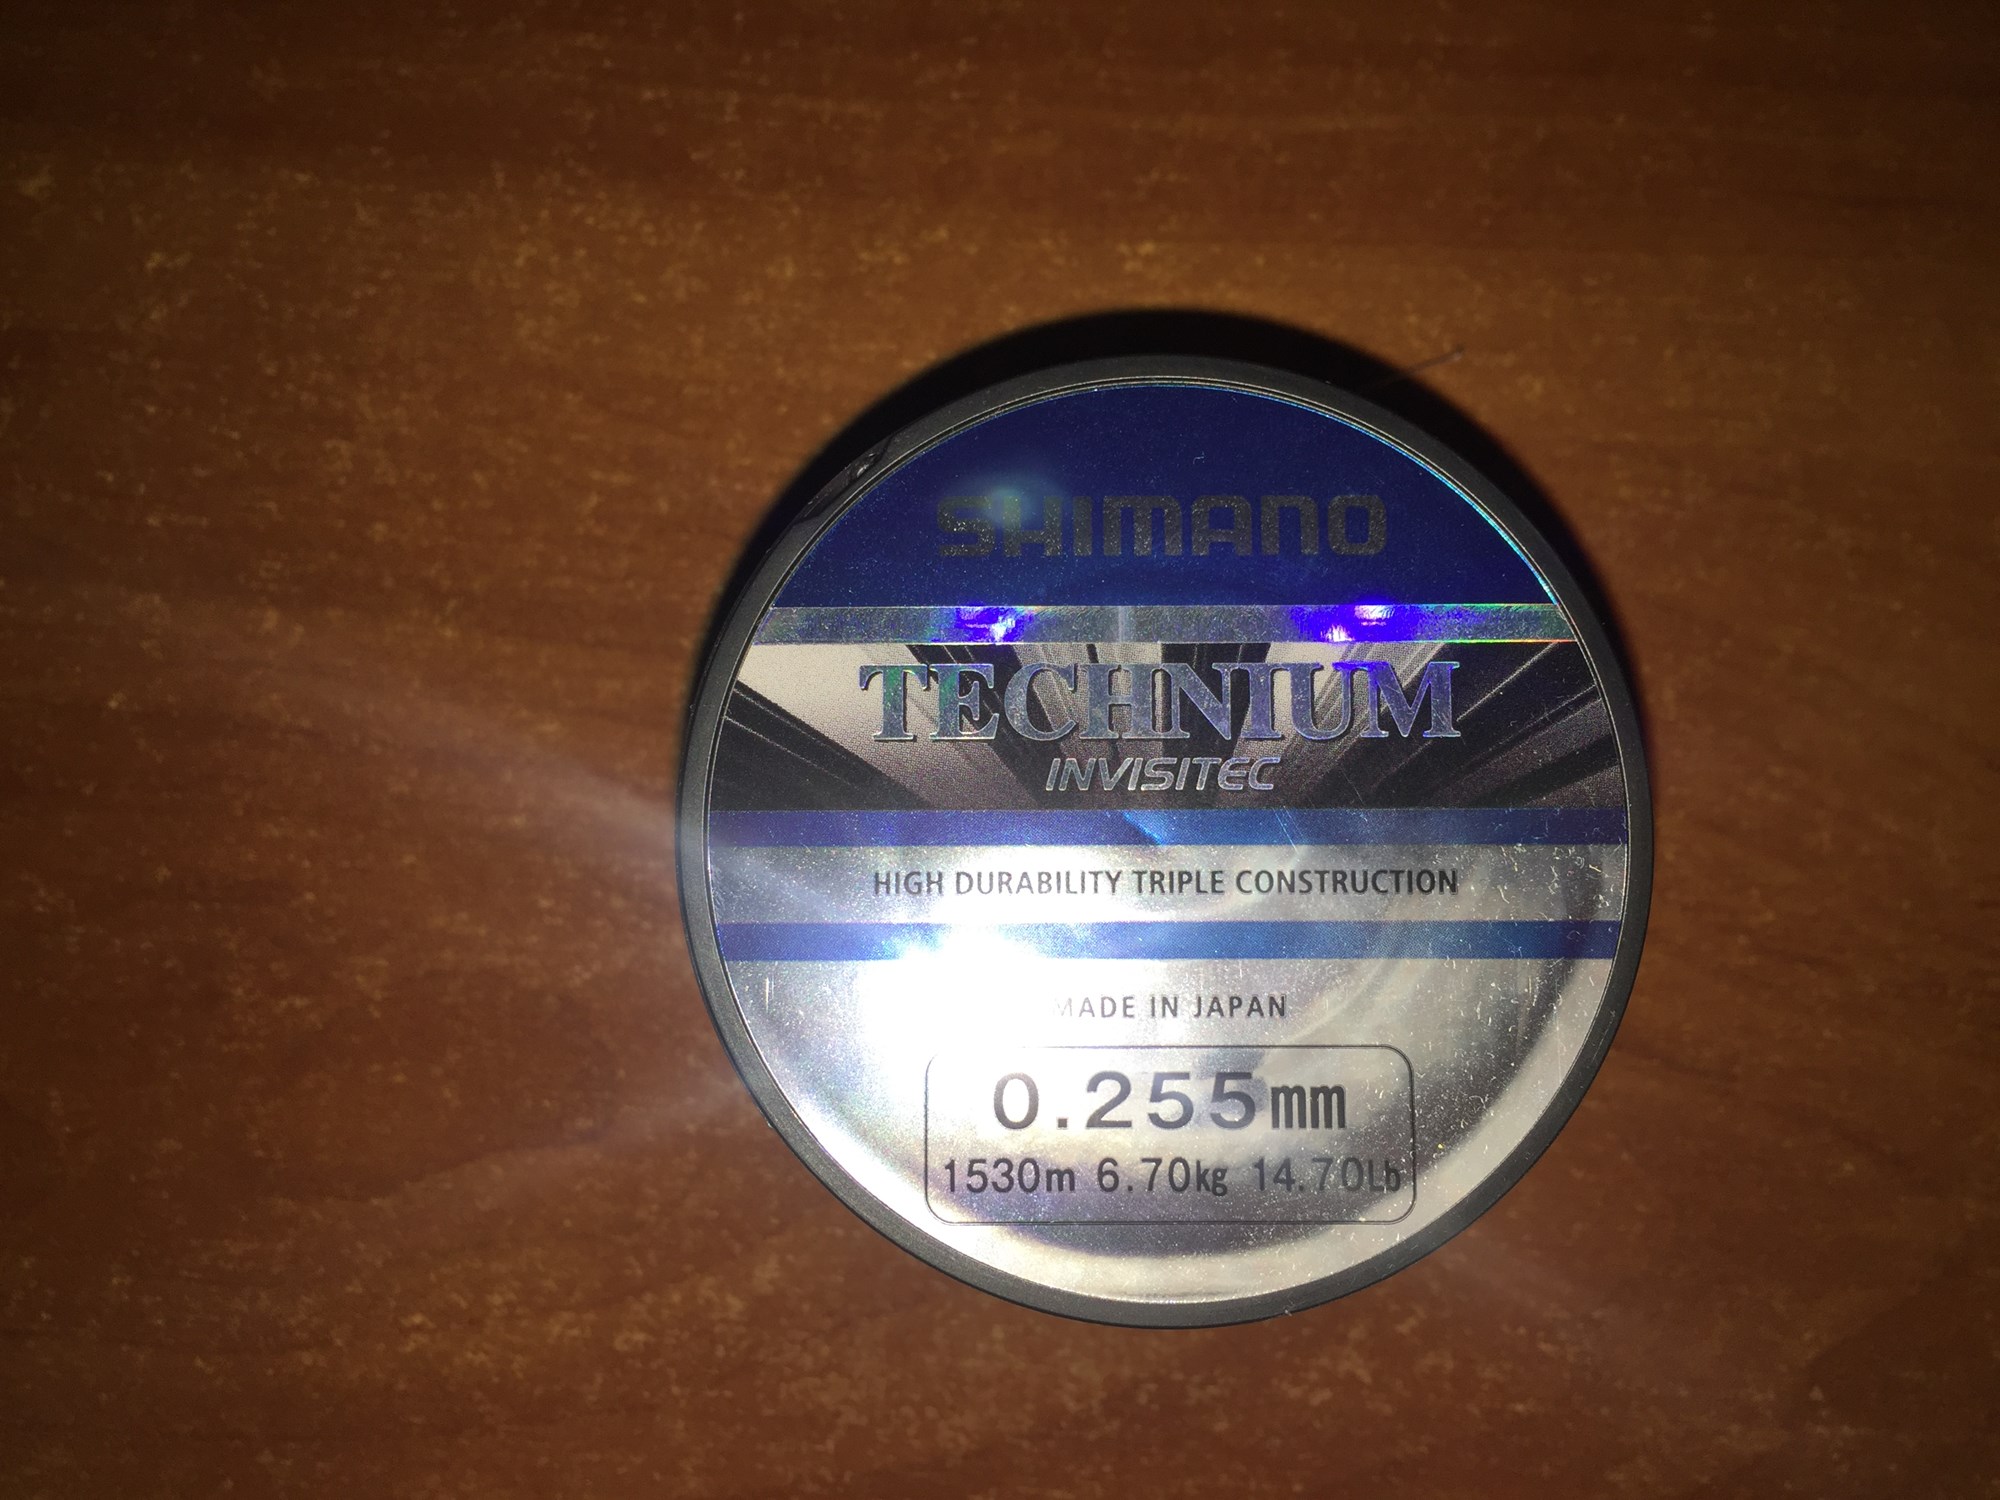 SHIMANO
TECHNIUM
INVISITEC
HIGH DURABILITY TRIPLE CONSTRUCTION
MADE IN JAPAN
0.255mm
1530m 6.70kg 14.70Lb